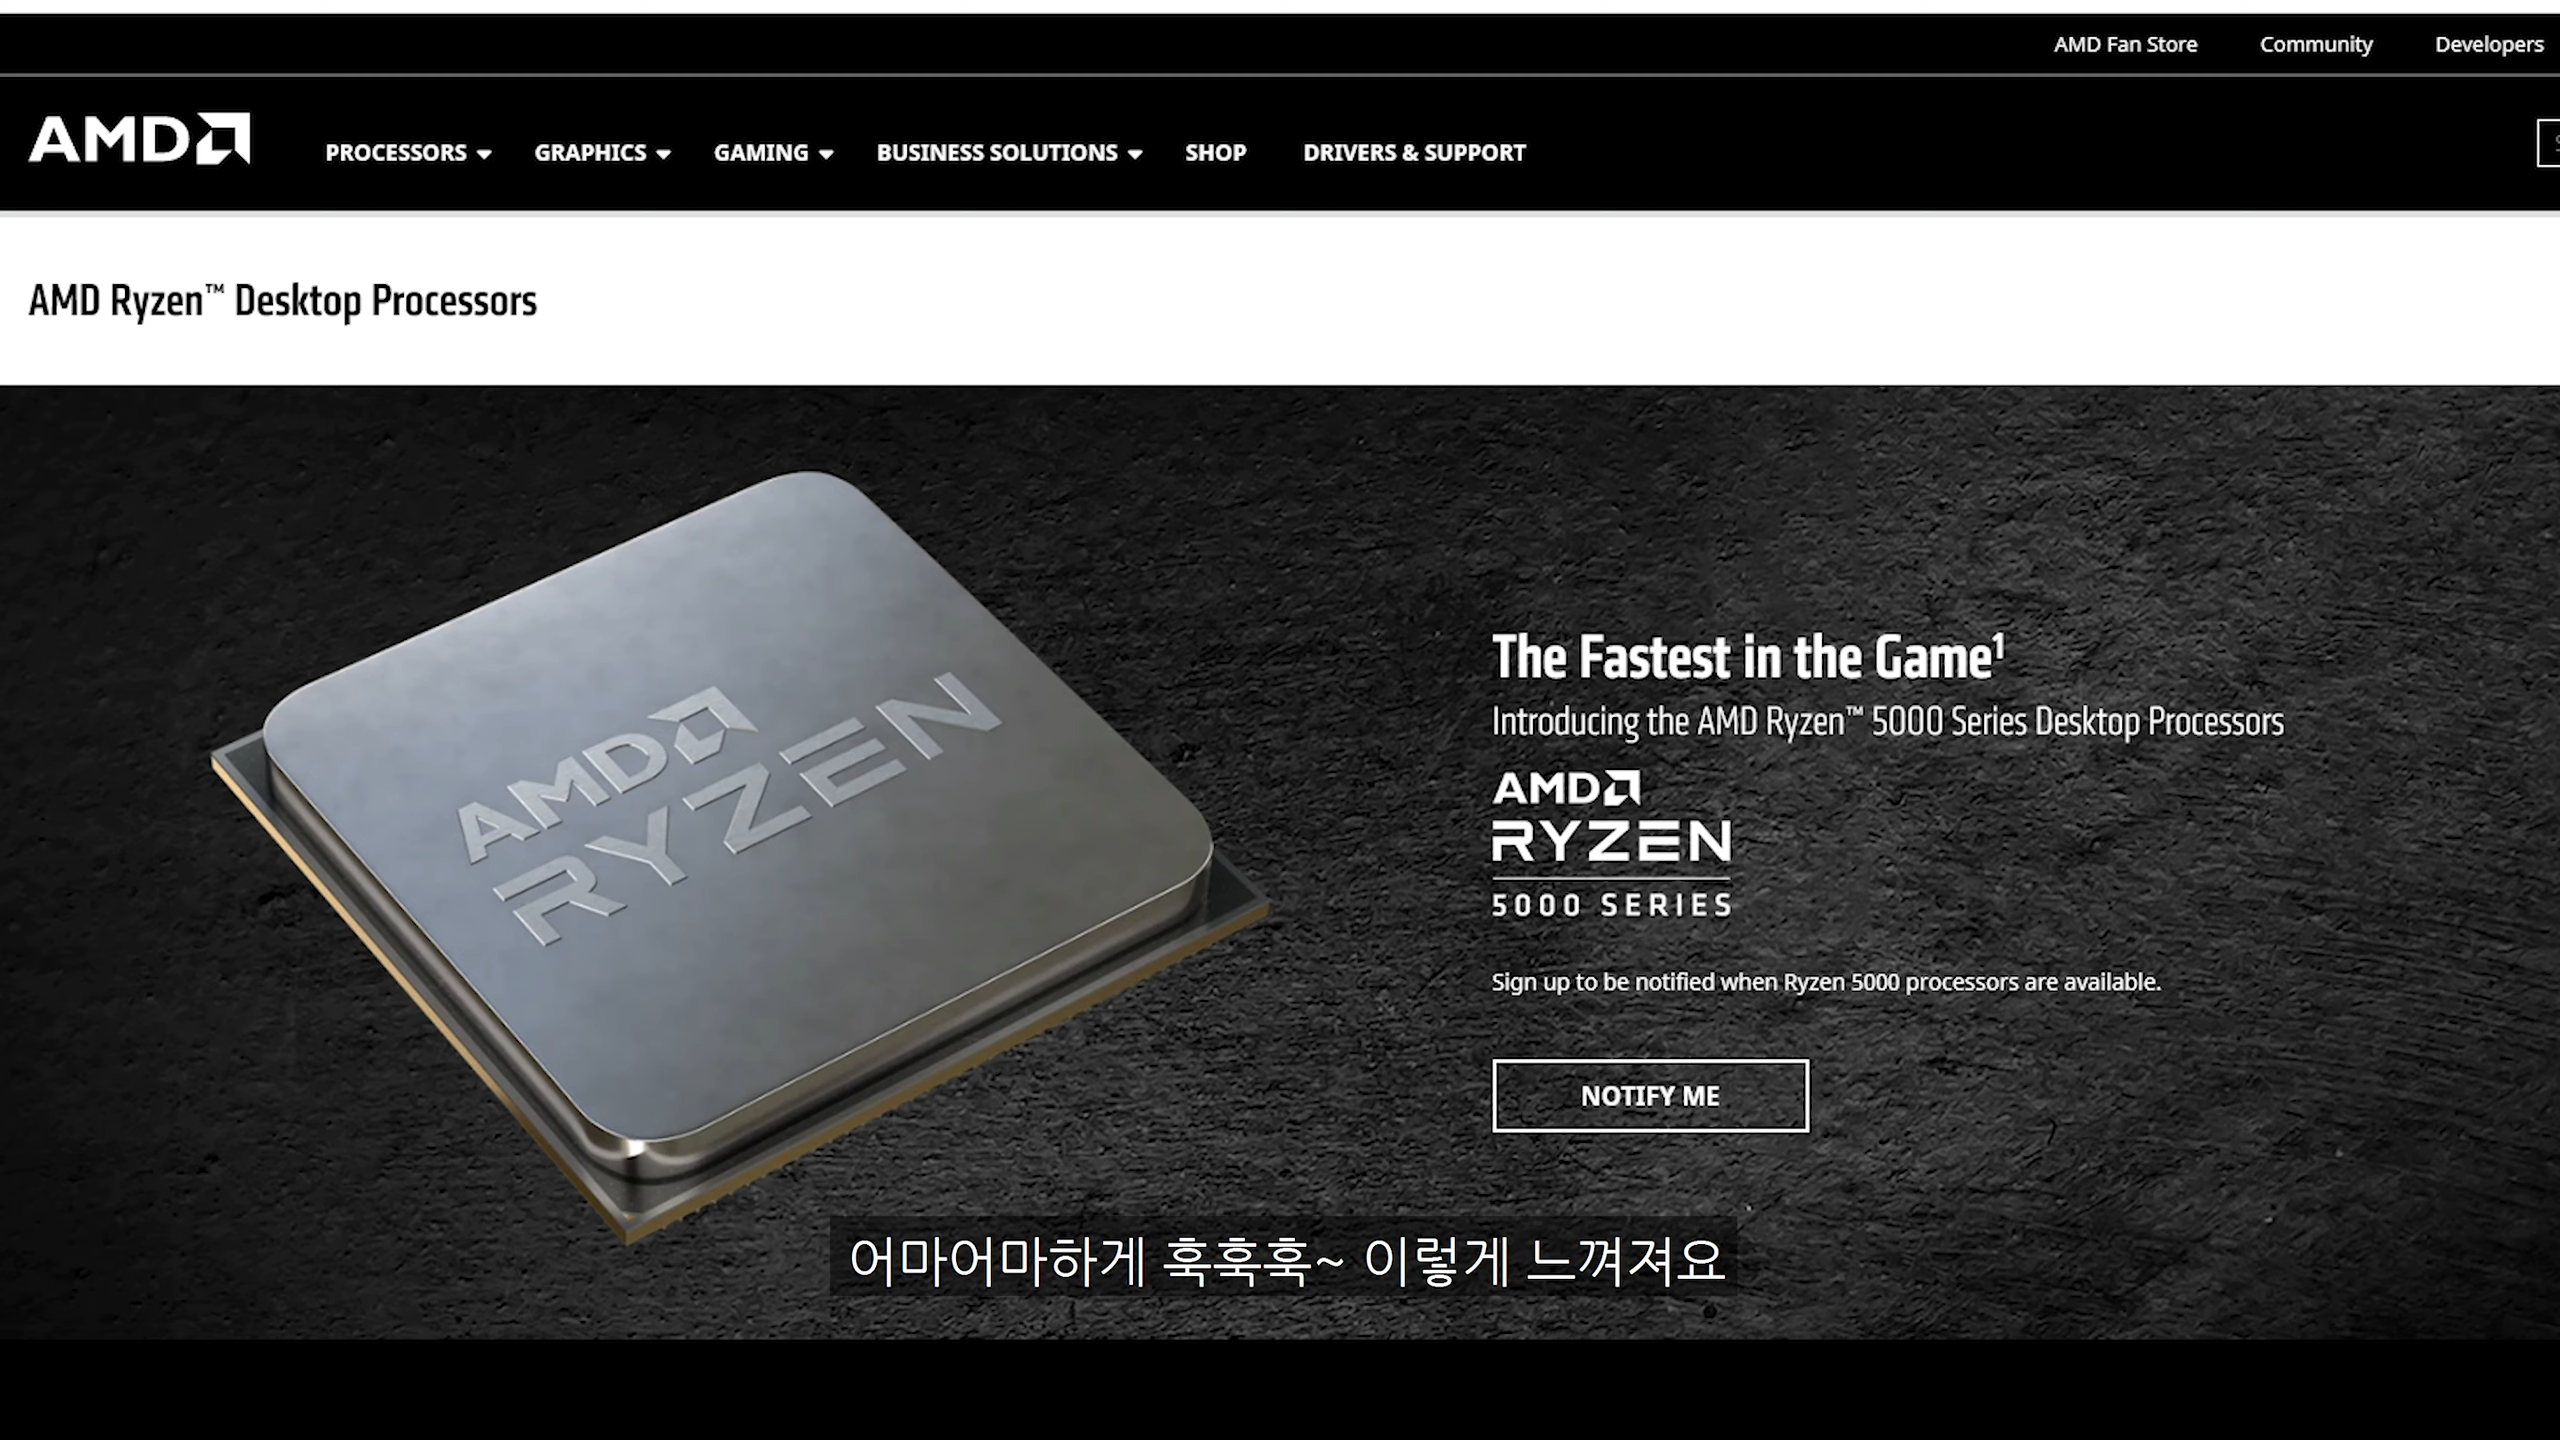 AMD Fan Store Community Developers
AMD PROCESSORS GRAPHICS GAMING BUSINESS SOLUTIONS SHOP DRIVERS & SUPPORT
AMD Ryzen™ Desktop Processors
AMD
RYZEN
The Fastest in the Game¹
Introducing the AMD Ryzen™ 5000 Series Desktop Processors
AMD
RYZEN
5000 SERIES
Sign up to be notified when Ryzen 5000 processors are available.
NOTIFY ME
어마어마하게 훅훅훅~ 이렇게 느껴져요